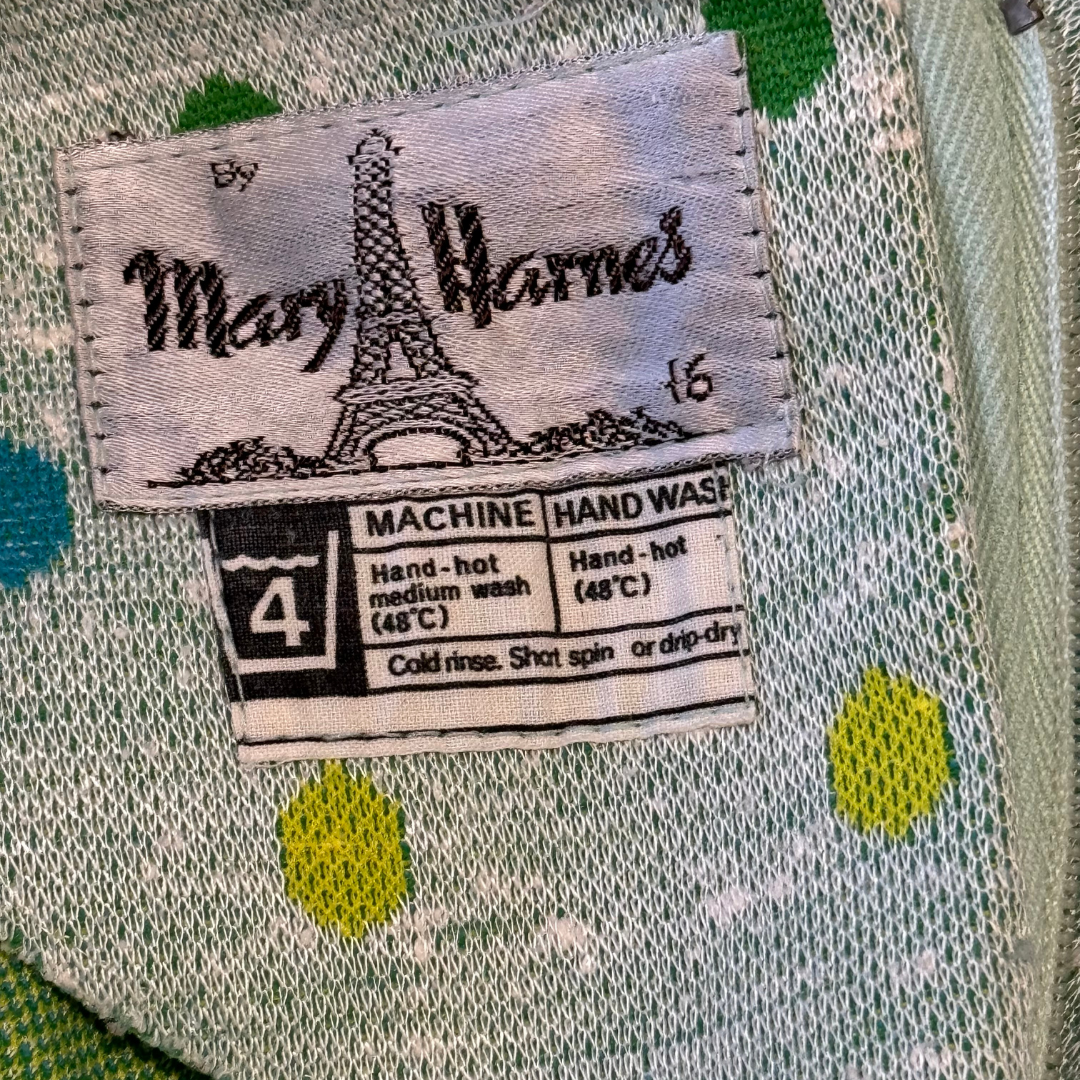 By
Mary Harnes
16
MACHINE HAND WASH
4
Hand-hot medium wash (48°C)
Hand-hot (48°C)
Cold rinse. Short spin or drip-dry